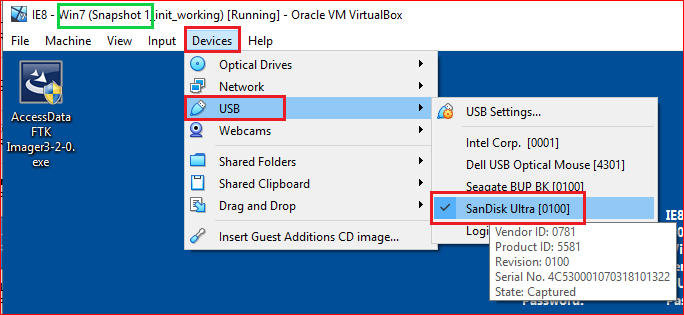 IE8 - Win7 (Snapshot 1_init_working) [Running] - Oracle VM VirtualBox
File Machine View Input Devices Help
AccessData
FTK
Imager3-2-0.
exe
Optical Drives
Network
USB
Webcams
Shared Folders
Shared Clipboard
Drag and Drop
Insert Guest Additions CD image...
USB Settings...
Intel Corp. [0001]
Dell USB Optical Mouse [4301]
Seagate BUP BK [0100]
SanDisk Ultra [0100]
Vendor ID: 0781
Product ID: 5581
Revision: 0100
Serial No. 4C530001070318101322
State: Captured
IE8